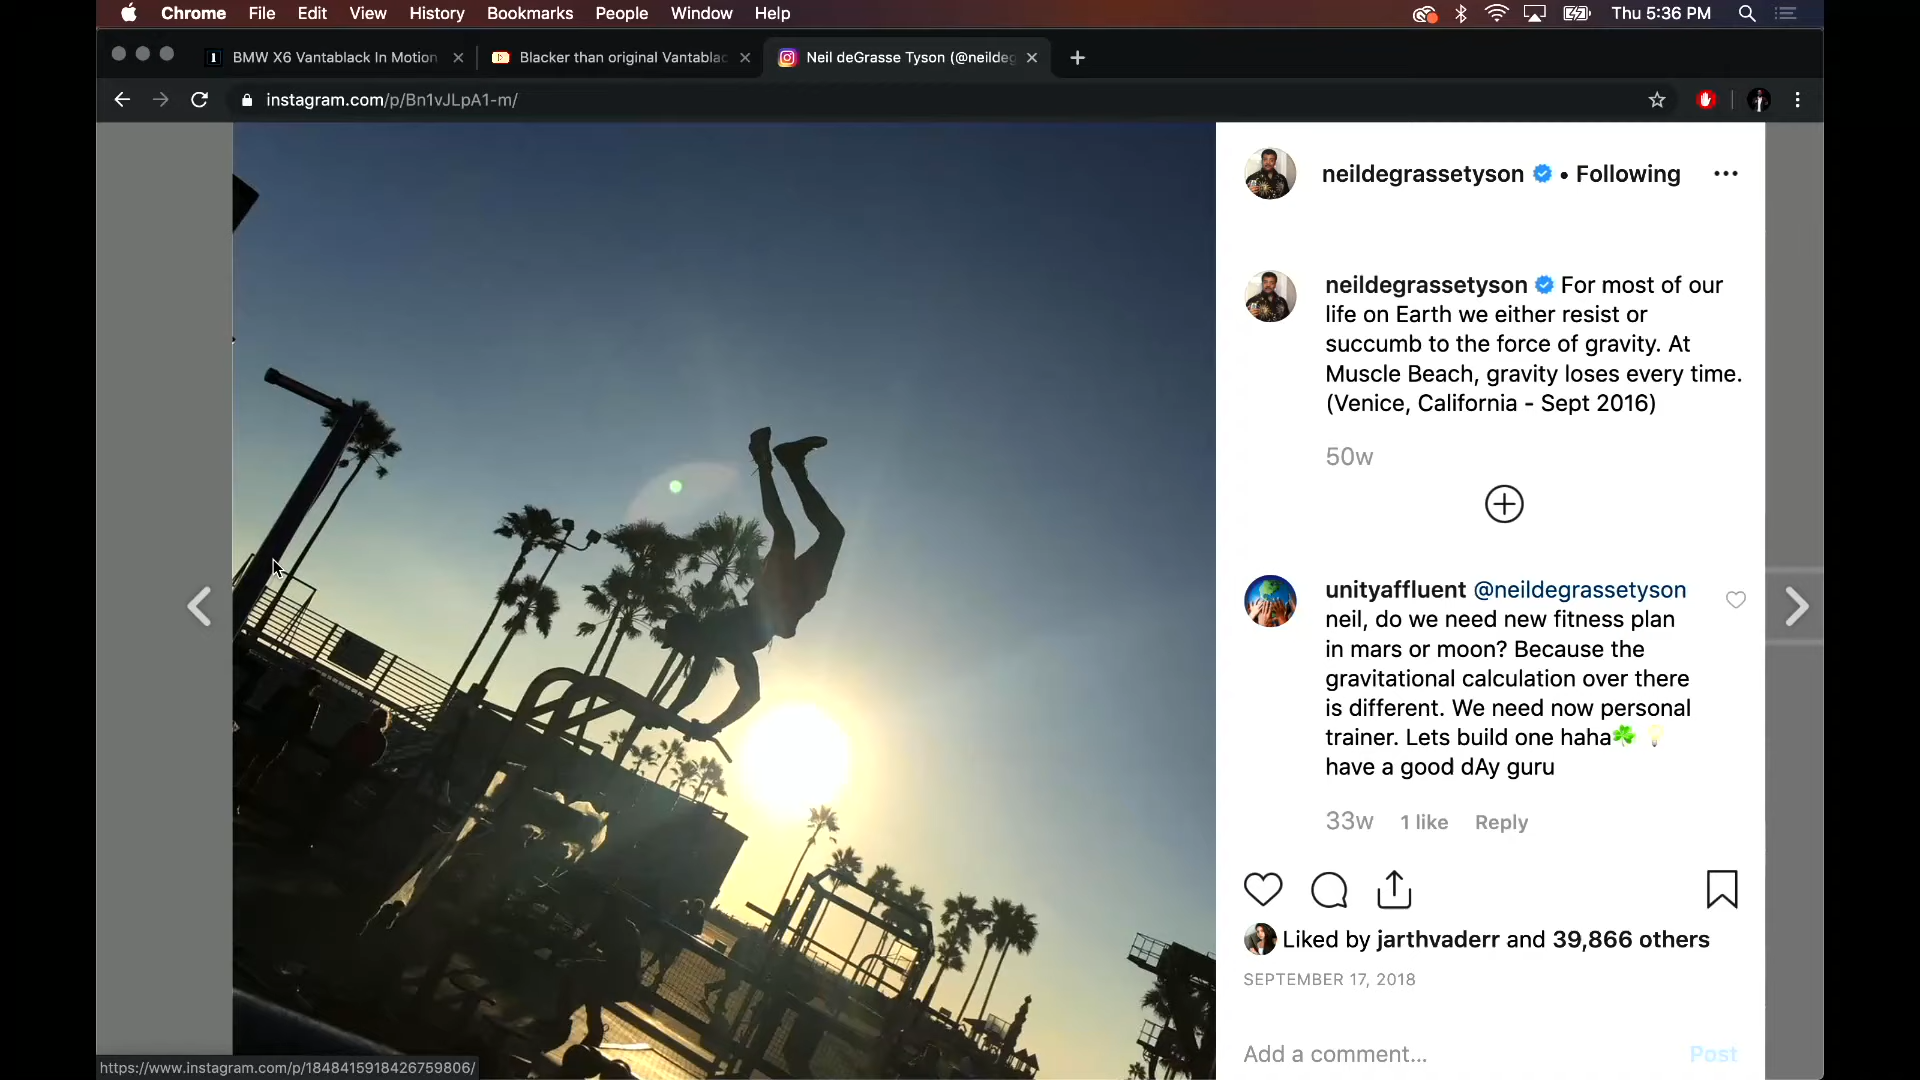 Chrome File Edit View History Bookmarks People Window Help Thu 5:36 PM
BMW X6 Vantablack In Motion Blacker than original Vantablac Neil deGrasse Tyson (@neildeg
instagram.com/p/Bn1vJLpA1-m/
neildegrassetyson • Following
neildegrassetyson For most of our
life on Earth we either resist or
succumb to the force of gravity. At
Muscle Beach, gravity loses every time.
(Venice, California - Sept 2016)
50w
unityaffluent @neildegrassetyson
neil, do we need new fitness plan
in mars or moon? Because the
gravitational calculation over there
is different. We need now personal
trainer. Lets build one haha☘💡
have a good dAy guru
33w 1 like Reply
Liked by jarthvaderr and 39,866 others
SEPTEMBER 17, 2018
Add a comment... Post
https://www.instagram.com/p/1848415918426759806/